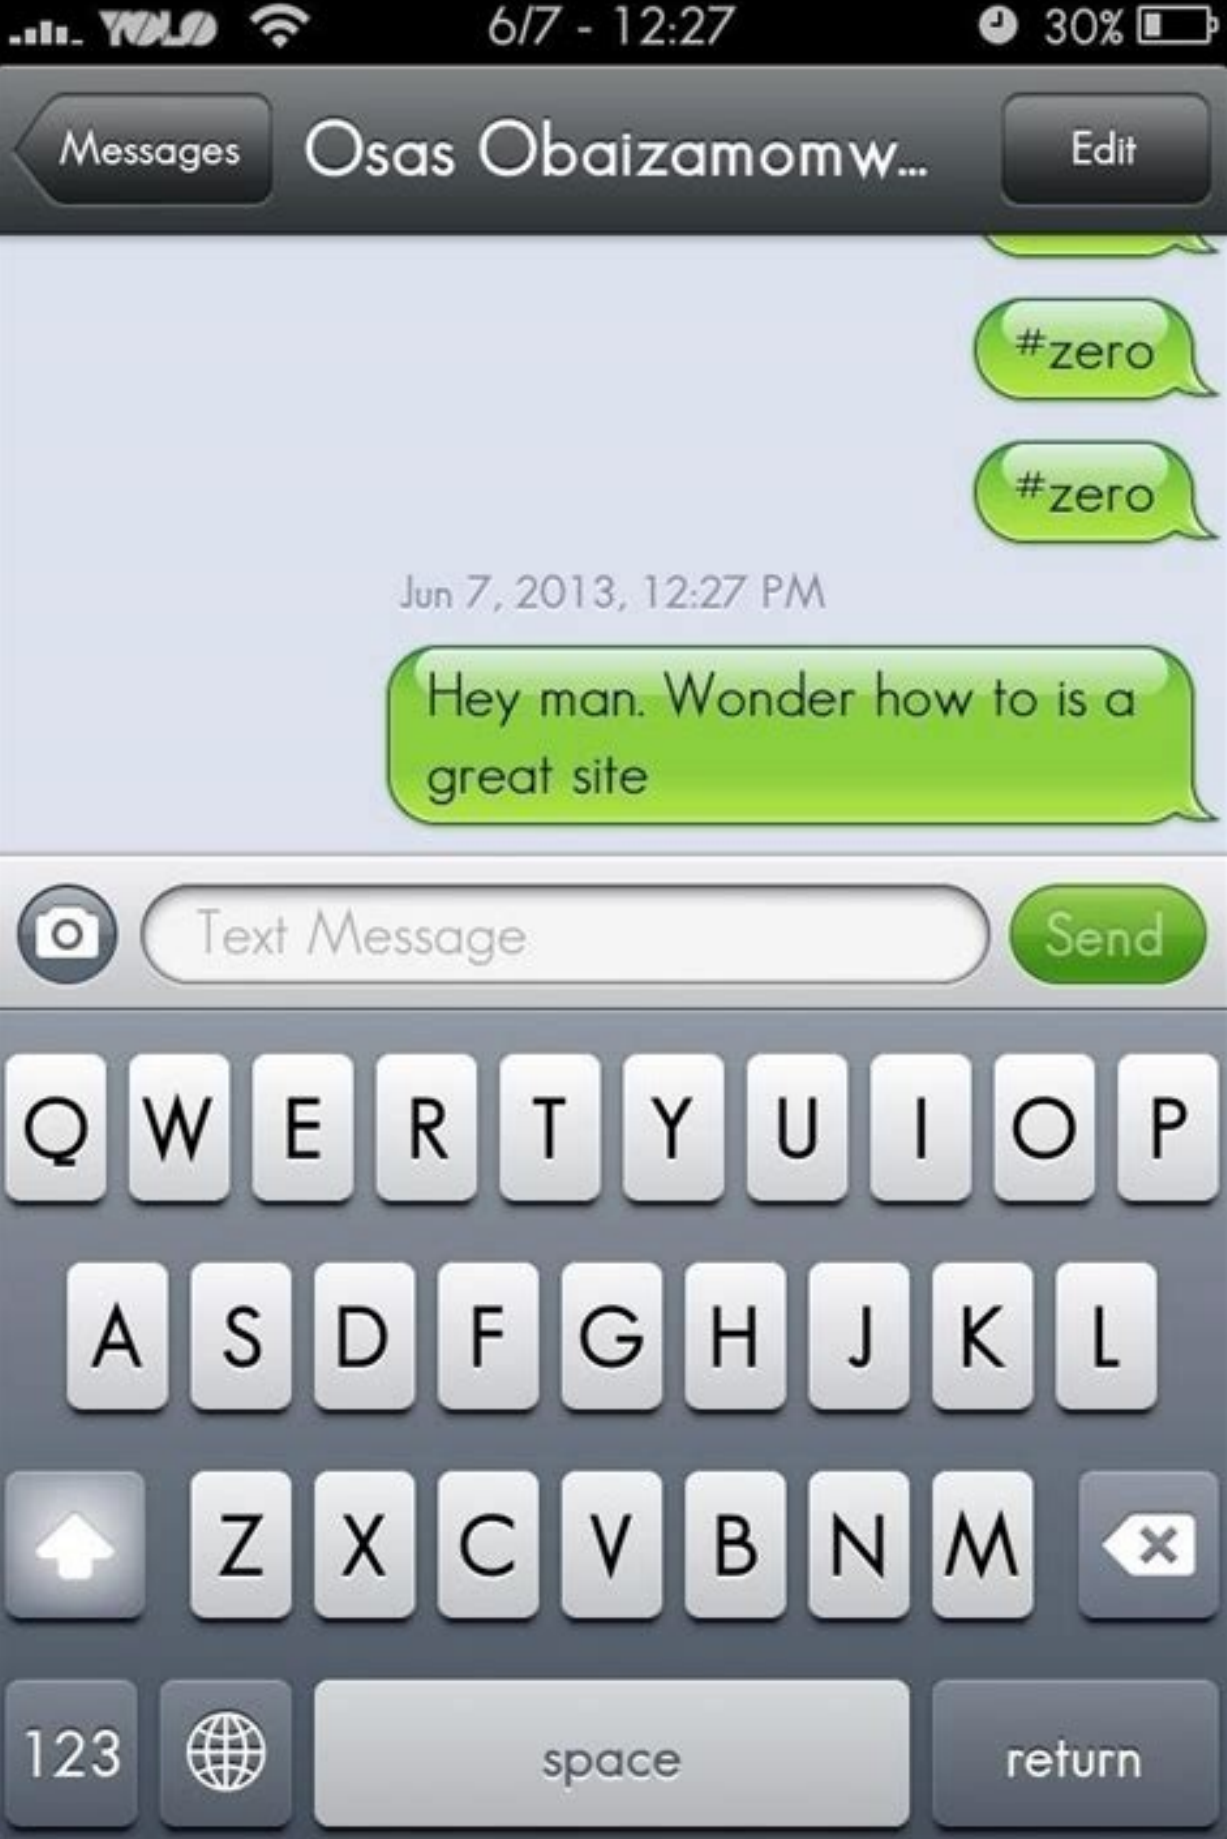 YOLO 6/7 - 12:27 30%
Messages Osas Obaizamomw... Edit
#zero
#zero
Jun 7, 2013, 12:27 PM
Hey man. Wonder how to is a
great site
Text Message Send
Q W E R T Y U I O P
A S D F G H J K L
Z X C V B N M
123 space return